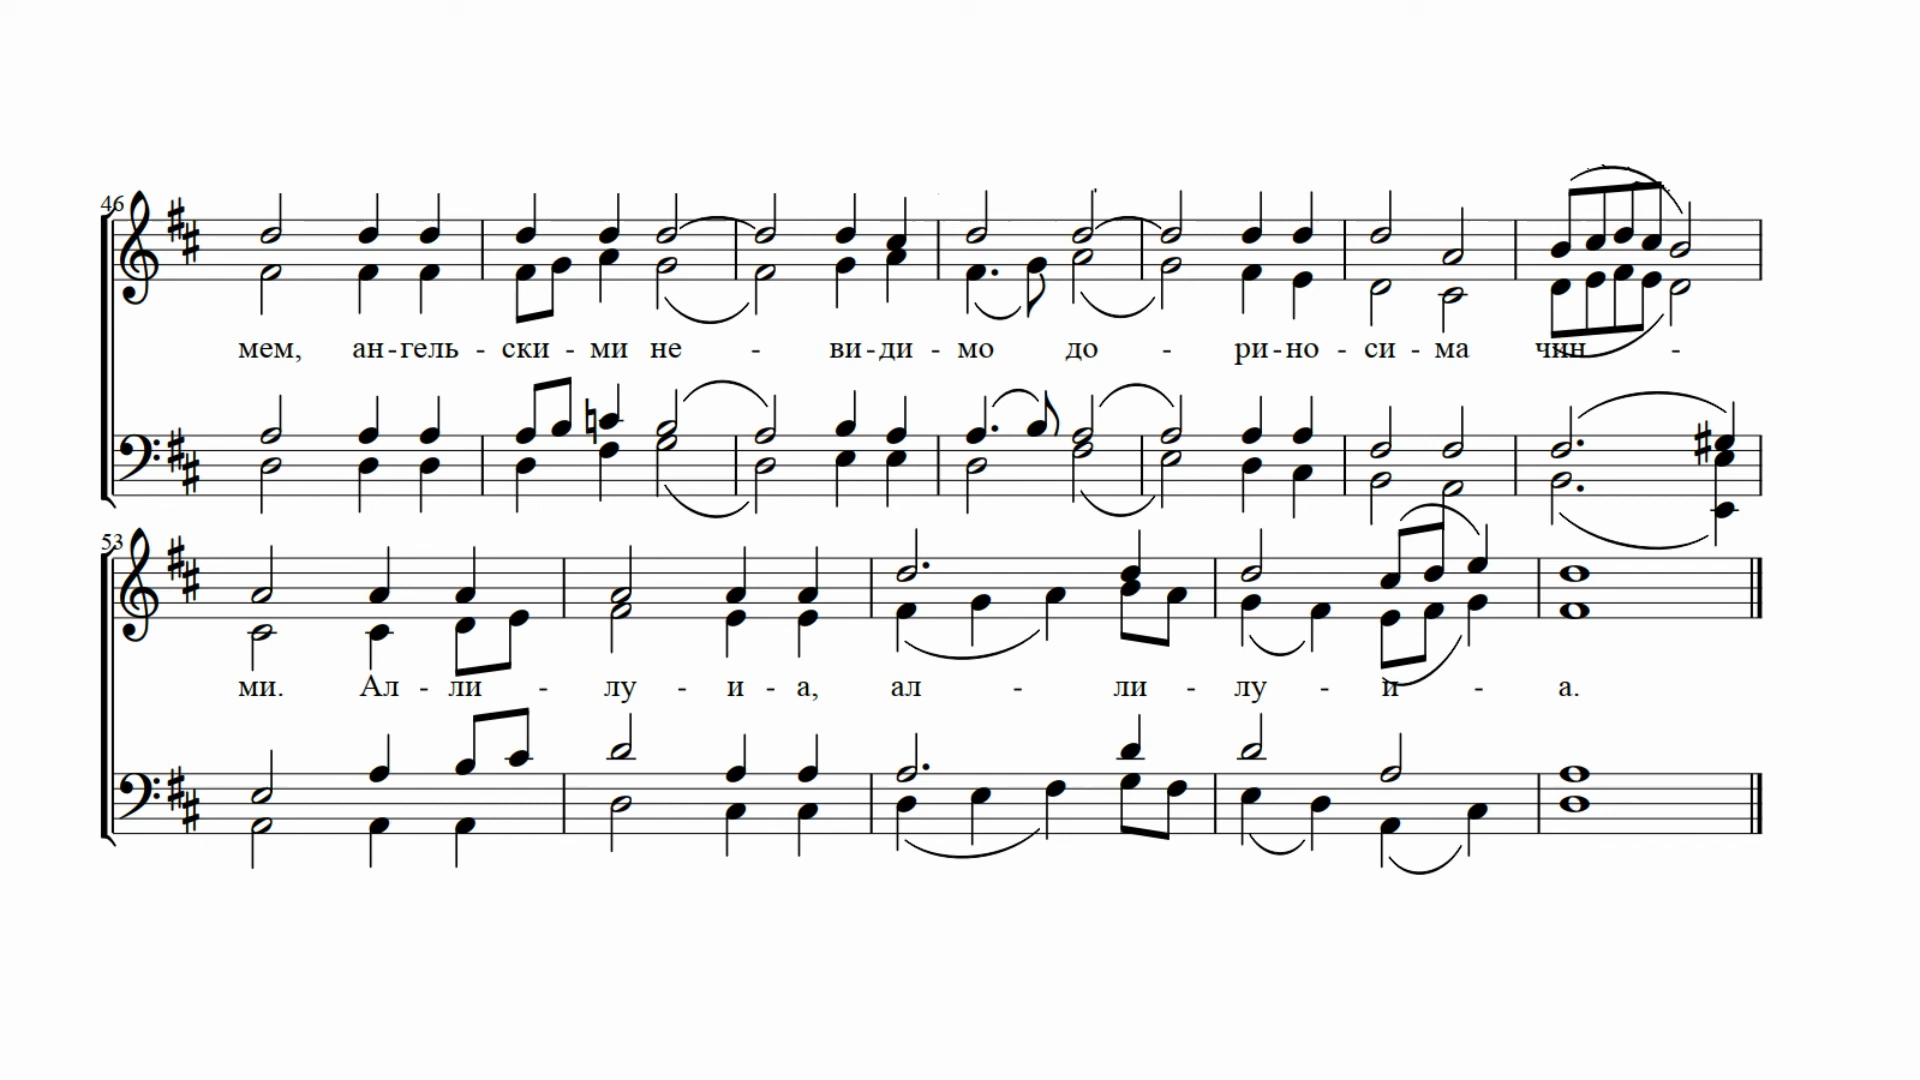 46
мем, ан-гель - ски - ми не - ви-ди - мо до - ри-но - си - ма чин -
53
ми. Ал - ли - лу - и - а, ал - ли - лу - и - а.